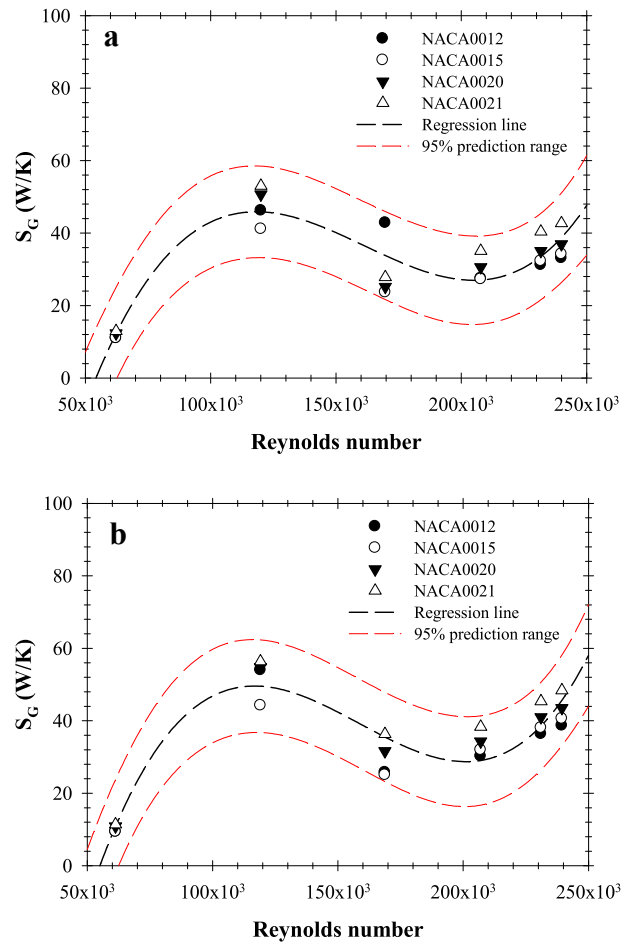 a
100
80
60
40
20
0
S_G (W/K)
NACA0012
NACA0015
NACA0020
NACA0021
Regression line
95% prediction range
50x10³ 100x10³ 150x10³ 200x10³ 250x10³
Reynolds number
b
100
80
60
40
20
0
S_G (W/K)
NACA0012
NACA0015
NACA0020
NACA0021
Regression line
95% prediction range
50x10³ 100x10³ 150x10³ 200x10³ 250x10³
Reynolds number